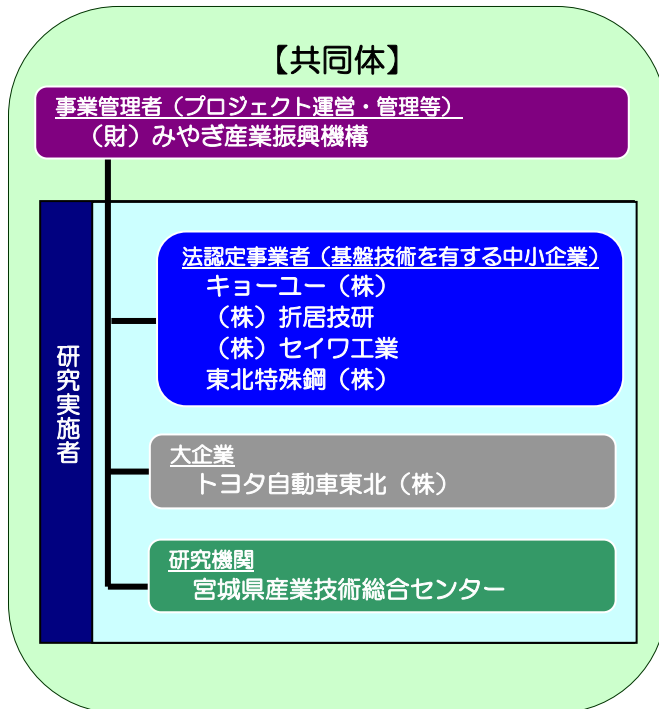 【共同体】
事業管理者（プロジェクト運営・管理等）
（財）みやぎ産業振興機構
研究実施者
法認定事業者（基盤技術を有する中小企業）
キョーユー（株）
（株）折居技研
（株）セイワ工業
東北特殊鋼（株）
大企業
トヨタ自動車東北（株）
研究機関
宮城県産業技術総合センター